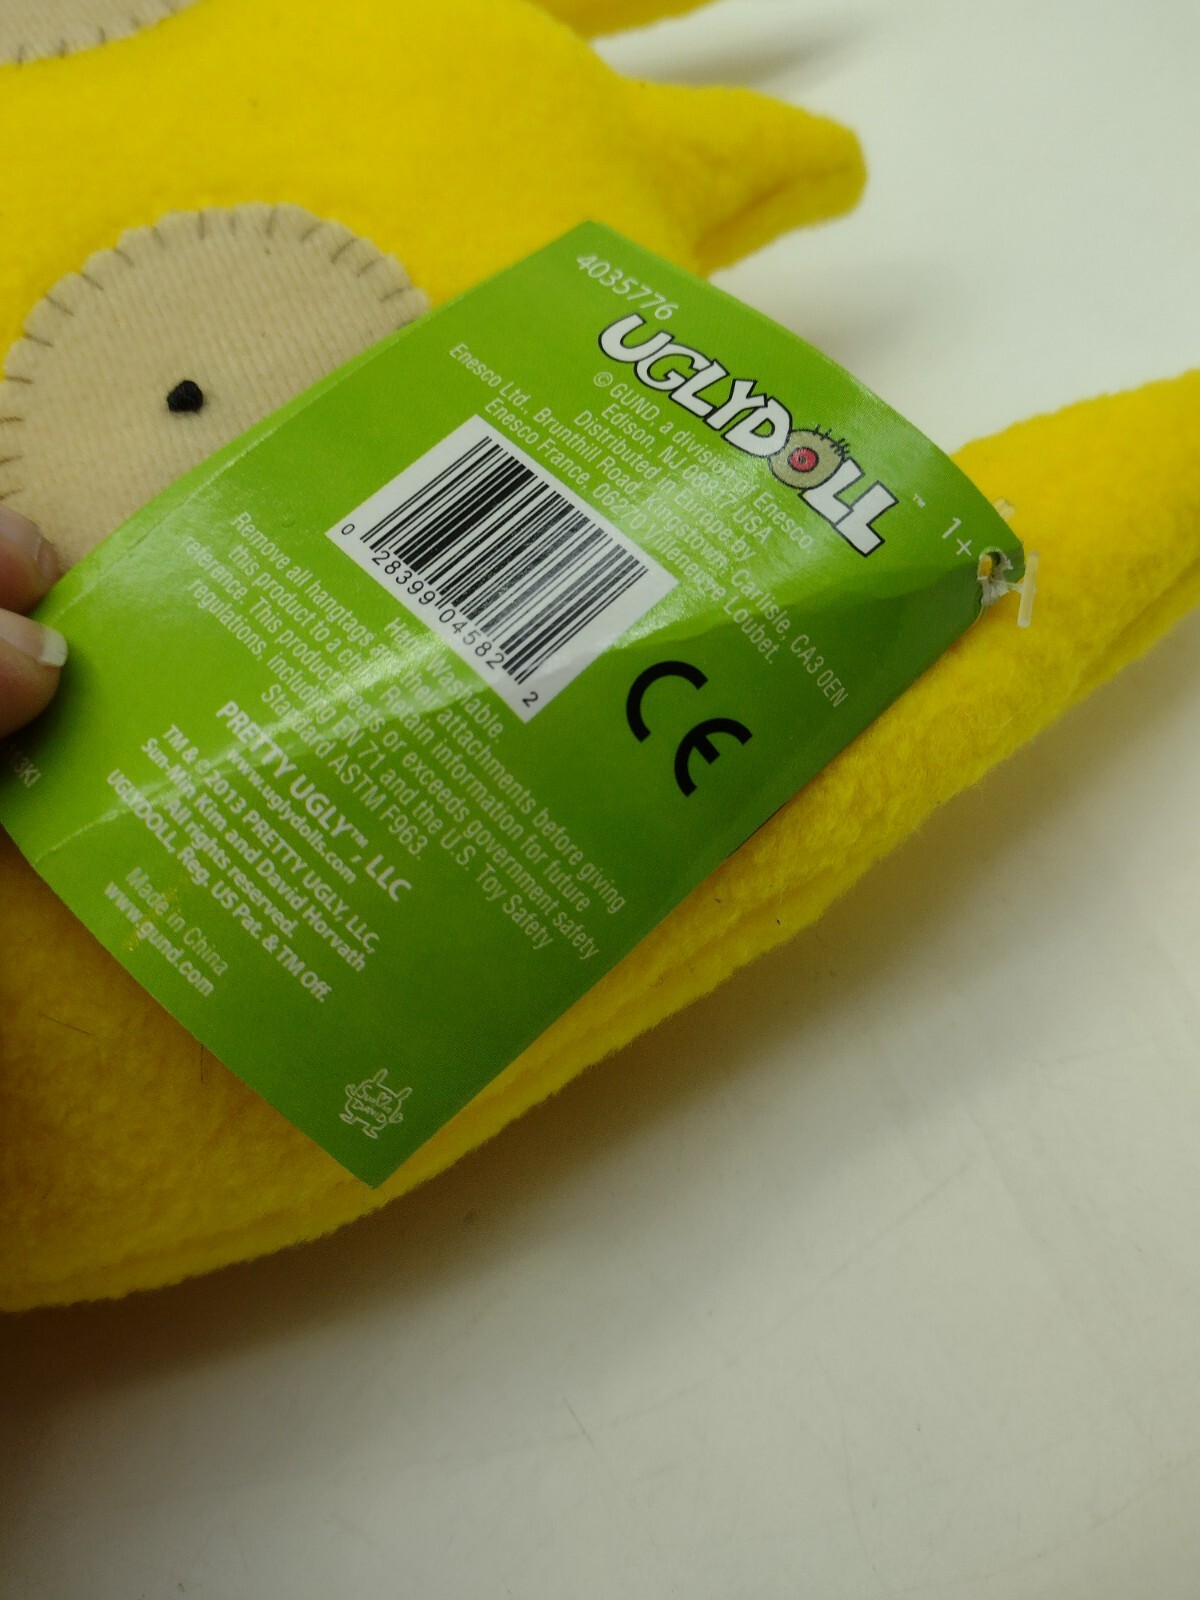 4035776
UGLYDOLL™
1+
© GUND, a division of Enesco.
Edison, NJ 08817 USA
Distributed in Europe by
Enesco Ltd., Brunthill Road, Kingstown, Carlisle, CA3 0EN
Enesco France, 06270 Villeneuve Loubet.
0 28399 04582 2
CE
Hand Washable.
Remove all hangtags and their attachments before giving
this product to a child. Retain information for future
reference. This product meets or exceeds government safety
regulations, including EN 71 and the U.S. Toy Safety
Standard ASTM F963.
PRETTY UGLY™, LLC
www.uglydolls.com
TM & © 2013 PRETTY UGLY, LLC,
Sun-Min Kim and David Horvath
All rights reserved.
UGLYDOLL, Reg. US Pat. & TM Off.
Made in China
www.gund.com
DAVID